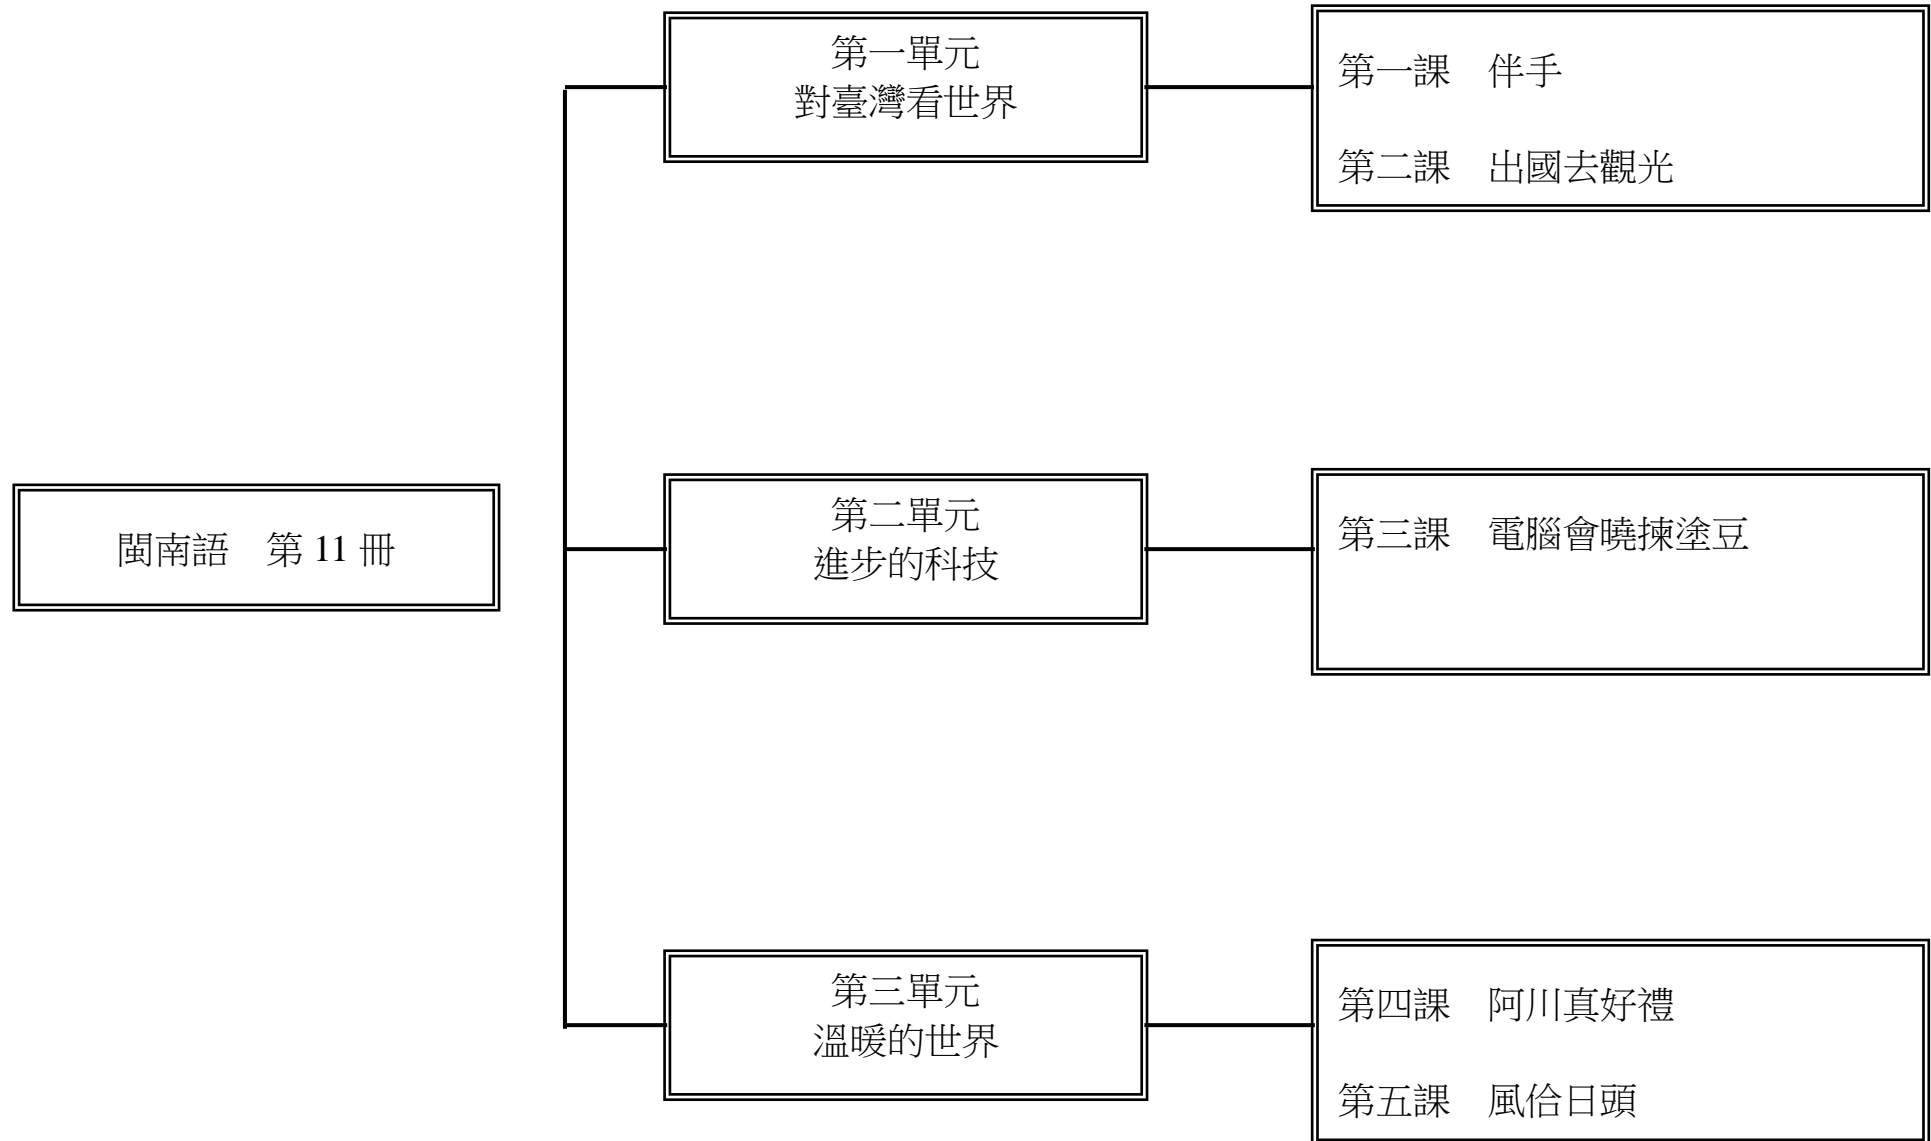 閩南語　第 11 冊
第一單元
對臺灣看世界
第一課　伴手
第二課　出國去觀光
第二單元
進步的科技
第三課　電腦會曉揀塗豆
第三單元
溫暖的世界
第四課　阿川真好禮
第五課　風佮日頭